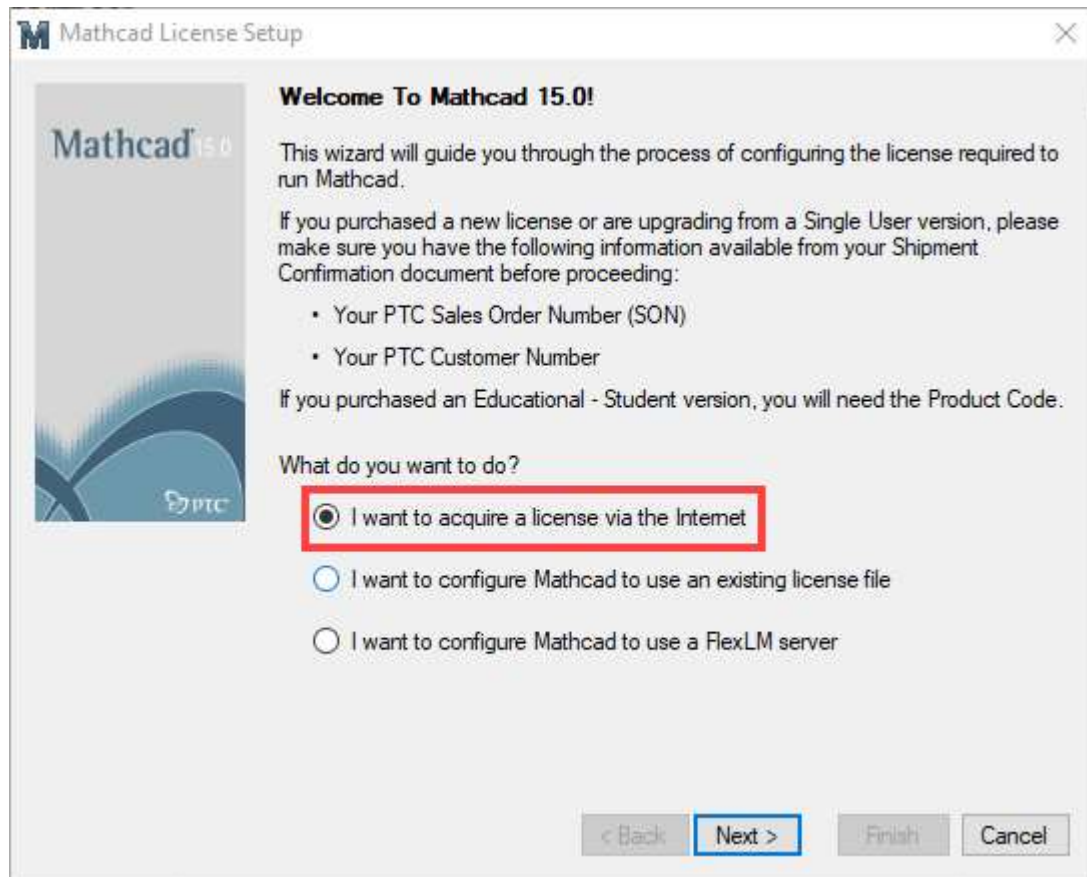 Mathcad License Setup
Mathcad 15.0
Welcome To Mathcad 15.0!
This wizard will guide you through the process of configuring the license required to
run Mathcad.
If you purchased a new license or are upgrading from a Single User version, please
make sure you have the following information available from your Shipment
Confirmation document before proceeding:
• Your PTC Sales Order Number (SON)
• Your PTC Customer Number
If you purchased an Educational - Student version, you will need the Product Code.
What do you want to do?
PTC
I want to acquire a license via the Internet
I want to configure Mathcad to use an existing license file
I want to configure Mathcad to use a FlexLM server
< Back Next > Finish Cancel